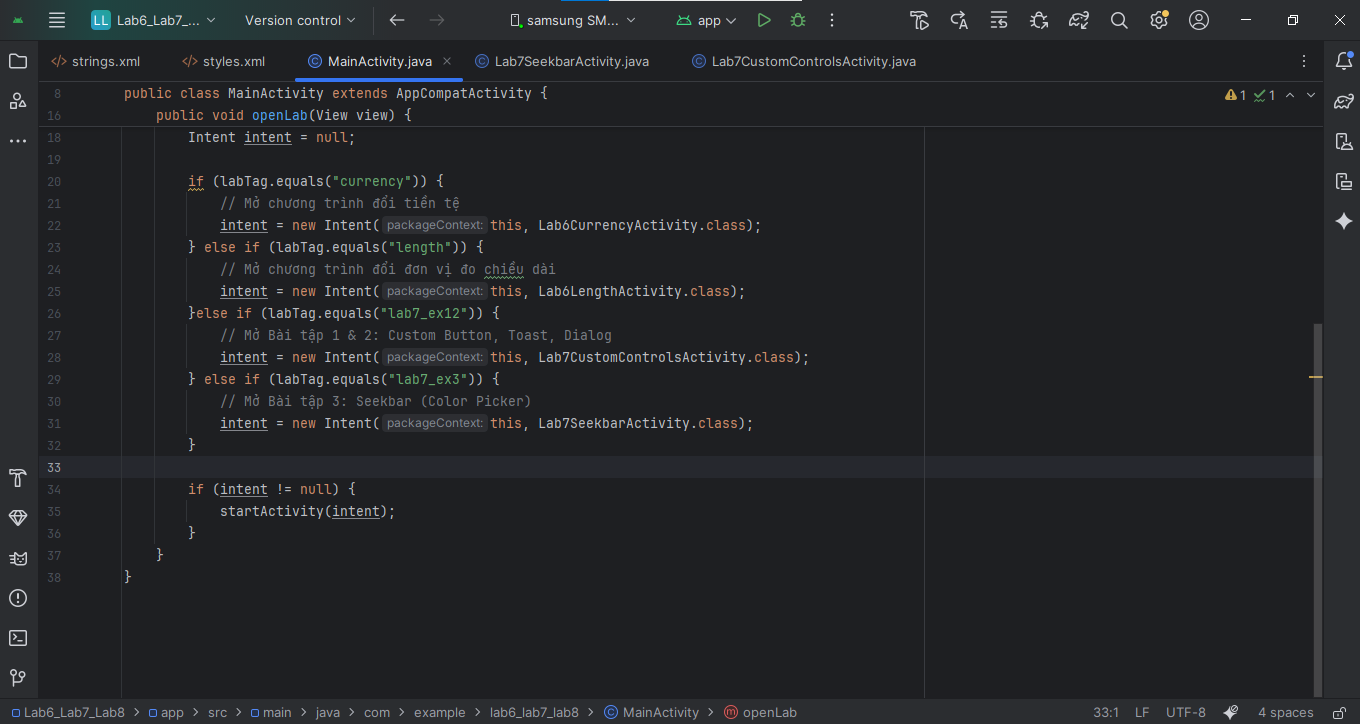 LL Lab6_Lab7_... Version control samsung SM... app
strings.xml styles.xml MainActivity.java Lab7SeekbarActivity.java Lab7CustomControlsActivity.java
8 public class MainActivity extends AppCompatActivity { 1 1
16 public void openLab(View view) {
18 Intent intent = null;
19
20 if (labTag.equals("currency")) {
21 // Mở chương trình đổi tiền tệ
22 intent = new Intent( packageContext: this, Lab6CurrencyActivity.class);
23 } else if (labTag.equals("length")) {
24 // Mở chương trình đổi đơn vị đo chiều dài
25 intent = new Intent( packageContext: this, Lab6LengthActivity.class);
26 }else if (labTag.equals("lab7_ex12")) {
27 // Mở Bài tập 1 & 2: Custom Button, Toast, Dialog
28 intent = new Intent( packageContext: this, Lab7CustomControlsActivity.class);
29 } else if (labTag.equals("lab7_ex3")) {
30 // Mở Bài tập 3: Seekbar (Color Picker)
31 intent = new Intent( packageContext: this, Lab7SeekbarActivity.class);
32 }
33
34 if (intent != null) {
35 startActivity(intent);
36 }
37 }
38 }
Lab6_Lab7_Lab8 > app > src > main > java > com > example > lab6_lab7_lab8 > MainActivity > openLab 33:1 LF UTF-8 4 spaces